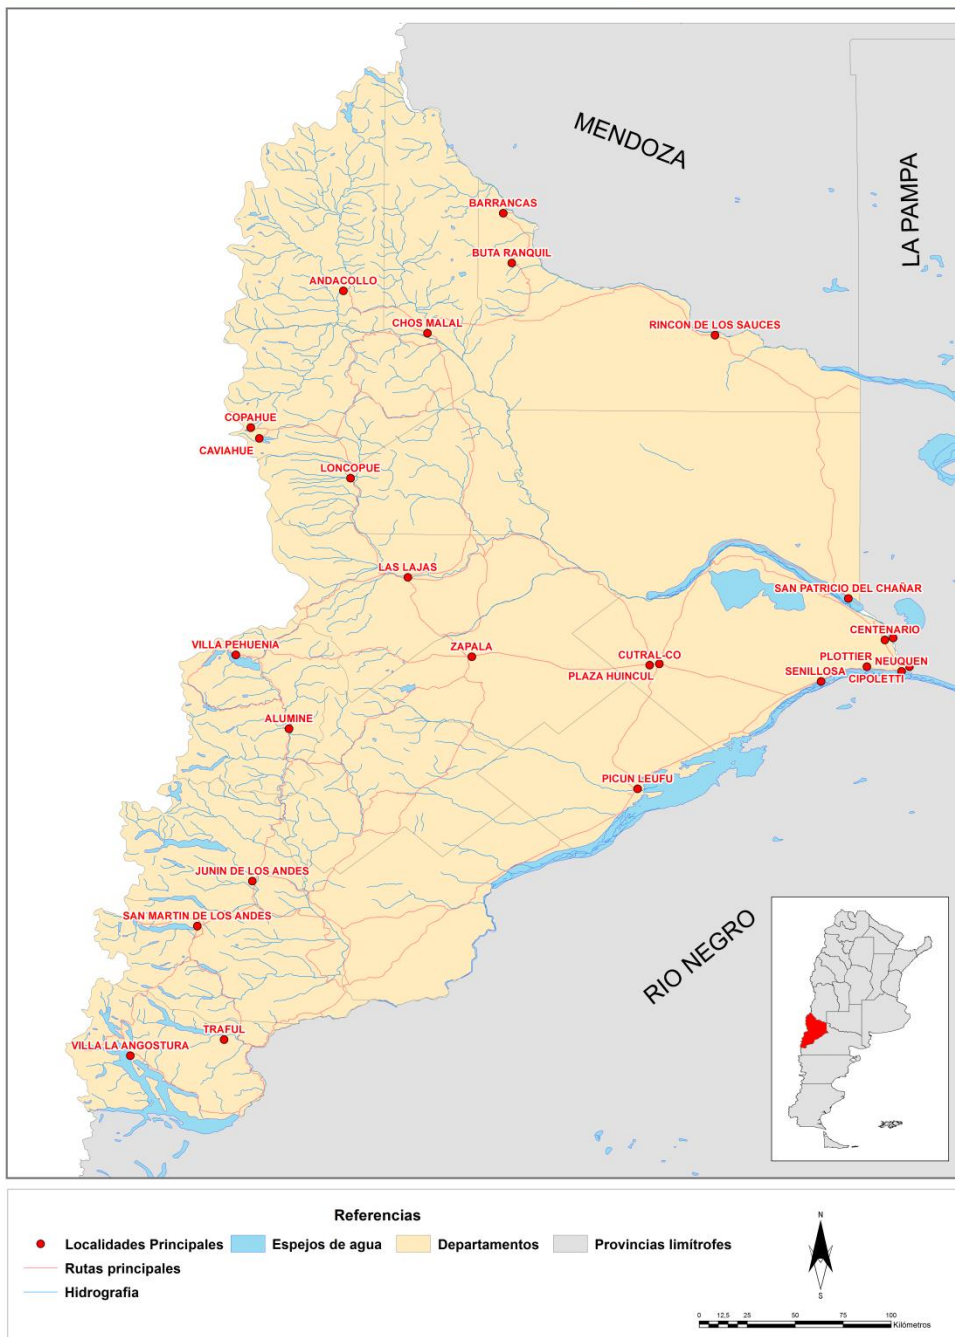 MENDOZA
LA PAMPA
BARRANCAS
BUTA RANQUIL
ANDACOLLO
CHOS MALAL
RINCON DE LOS SAUCES
COPAHUE
CAVIAHUE
LONCOPUE
LAS LAJAS
SAN PATRICIO DEL CHAÑAR
CENTENARIO
VILLA PEHUENIA
ZAPALA
CUTRAL-CO
PLAZA HUINCUL
PLOTTIER
NEUQUEN
SENILLOSA
CIPOLETTI
ALUMINE
PICUN LEUFU
JUNIN DE LOS ANDES
SAN MARTIN DE LOS ANDES
RIO NEGRO
TRAFUL
VILLA LA ANGOSTURA
Referencias
Localidades Principales
Espejos de agua
Departamentos
Provincias limítrofes
Rutas principales
Hidrografia
N
S
0 12,5 25 50 75 100
Kilómetros